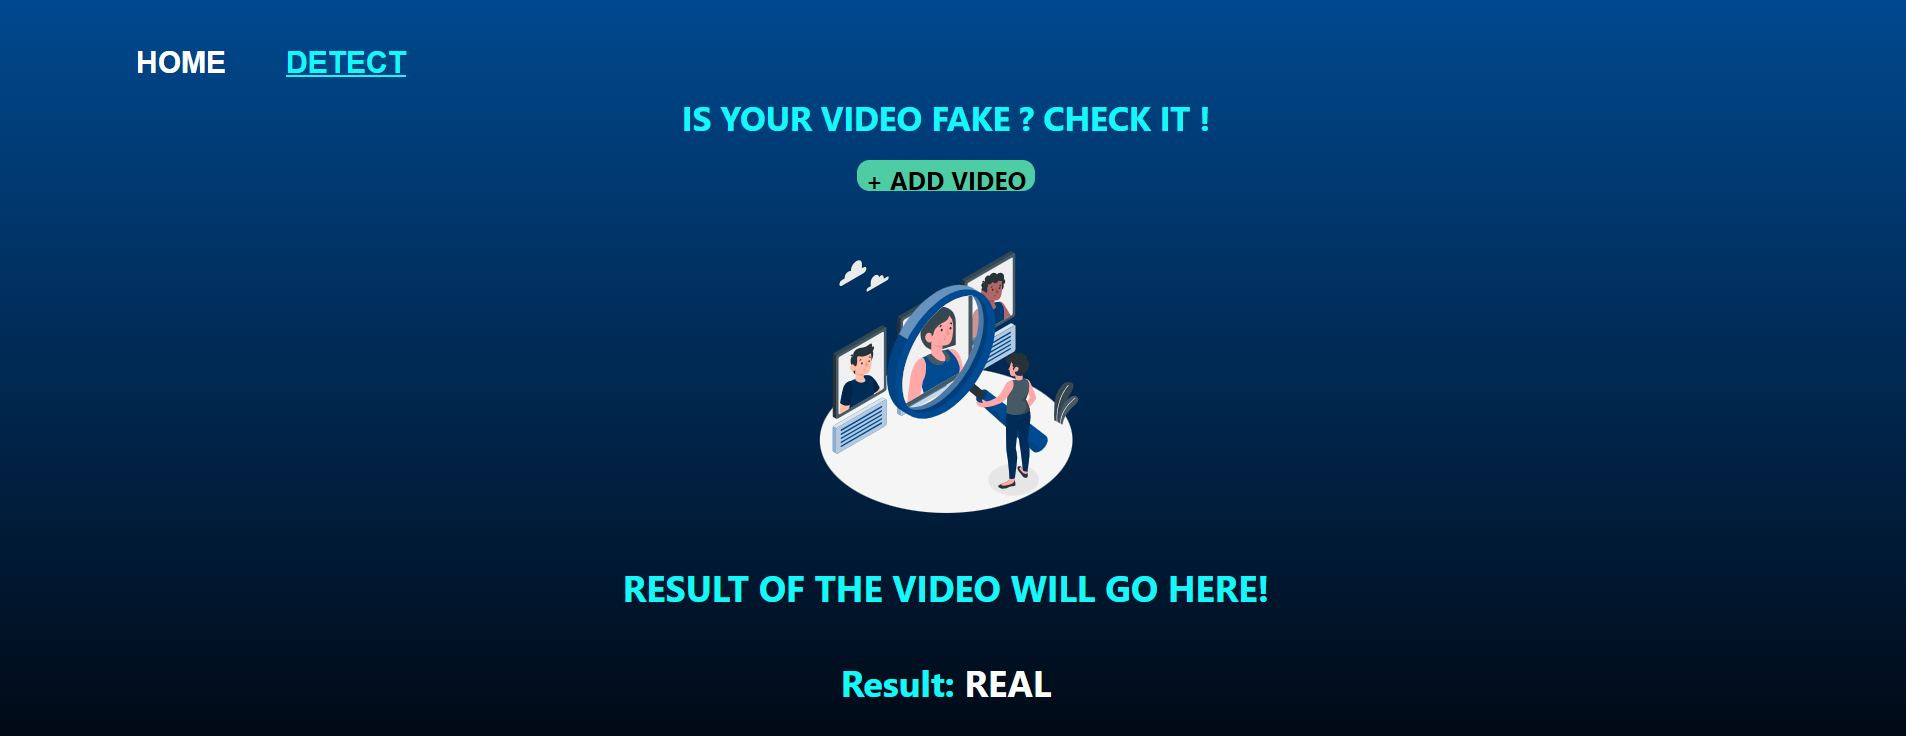 HOME DETECT
IS YOUR VIDEO FAKE ? CHECK IT !
+ ADD VIDEO
RESULT OF THE VIDEO WILL GO HERE!
Result: REAL